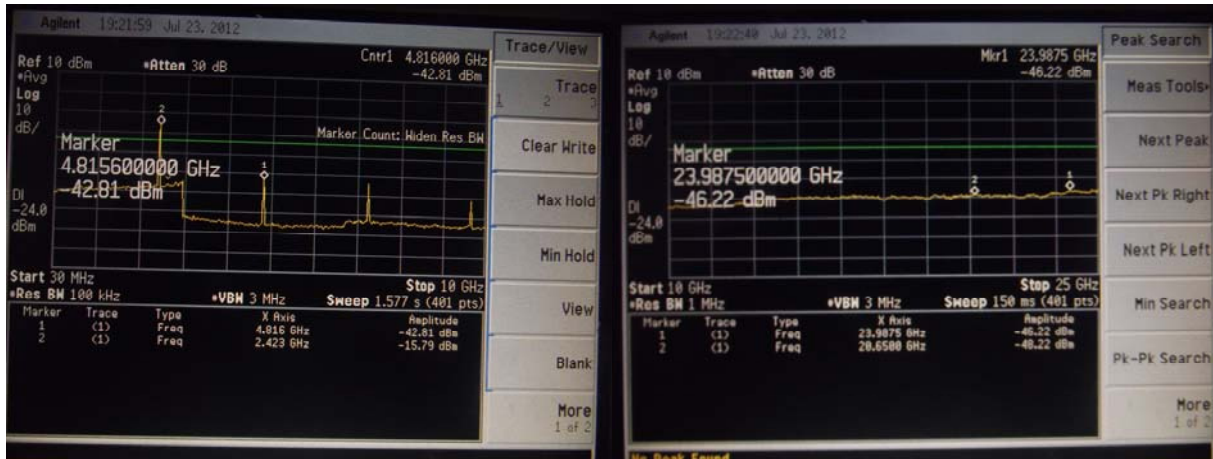 Agilent 19:21:59 Jul 23, 2012
Cntr1 4.816000 GHz
Ref 10 dBm *Atten 30 dB -42.81 dBm
*Avg
Log
10
dB/
2
Marker Count: Widen Res BW
Marker
4.815600000 GHz
1
-42.81 dBm
DI
-24.0
dBm
Start 30 MHz Stop 10 GHz
*Res BW 100 kHz *VBW 3 MHz Sweep 1.577 s (401 pts)
Marker Trace Type X Axis Amplitude
1 (1) Freq 4.816 GHz -42.81 dBm
2 (1) Freq 2.423 GHz -15.79 dBm
Trace/View
Trace
1 2 3
Clear Write
Max Hold
Min Hold
View
Blank
More
1 of 2
Agilent 19:22:40 Jul 23, 2012
Mkr1 23.9875 GHz
Ref 10 dBm *Atten 30 dB -46.22 dBm
*Avg
Log
10
dB/
Marker
23.987500000 GHz
2 1
-46.22 dBm
DI
-24.0
dBm
Start 10 GHz Stop 25 GHz
*Res BW 1 MHz *VBW 3 MHz Sweep 150 ms (401 pts)
Marker Trace Type X Axis Amplitude
1 (1) Freq 23.9875 GHz -46.22 dBm
2 (1) Freq 20.6500 GHz -48.22 dBm
No Peak Found
Peak Search
Meas Tools▸
Next Peak
Next Pk Right
Next Pk Left
Min Search
Pk-Pk Search
More
1 of 2